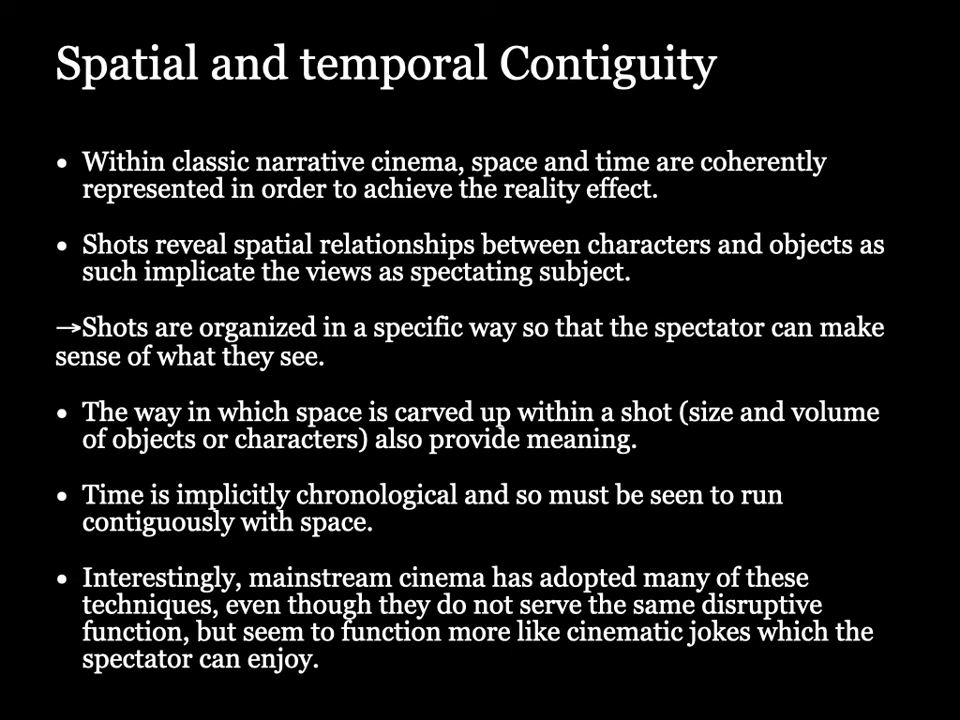 Spatial and temporal Contiguity
• Within classic narrative cinema, space and time are coherently
represented in order to achieve the reality effect.
• Shots reveal spatial relationships between characters and objects as
such implicate the views as spectating subject.
→Shots are organized in a specific way so that the spectator can make
sense of what they see.
• The way in which space is carved up within a shot (size and volume
of objects or characters) also provide meaning.
• Time is implicitly chronological and so must be seen to run
contiguously with space.
• Interestingly, mainstream cinema has adopted many of these
techniques, even though they do not serve the same disruptive
function, but seem to function more like cinematic jokes which the
spectator can enjoy.